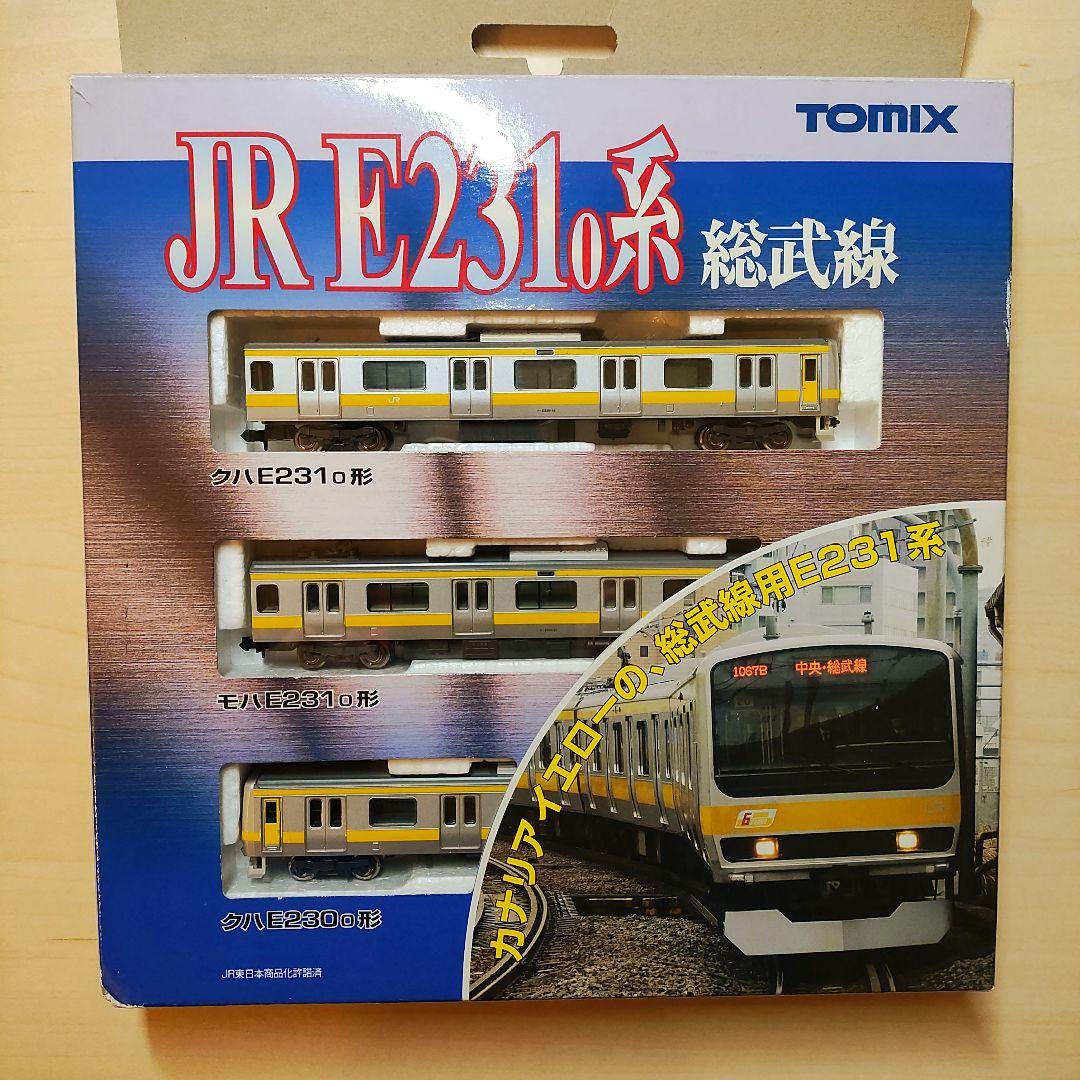 TOMIX
JR E231₀系 総武線
JR
クハE231₀形
モハE231₀形
クハE230₀形
カナリアイエローの、総武線用E231系
1067B 中央・総武線
6
JR東日本商品化許諾済